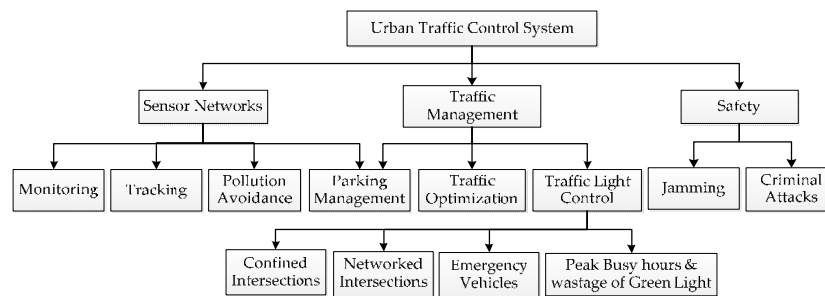 Urban Traffic Control System
Sensor Networks
Traffic
Management
Safety
Monitoring
Tracking
Pollution
Avoidance
Parking
Management
Traffic
Optimization
Traffic Light
Control
Jamming
Criminal
Attacks
Confined
Intersections
Networked
Intersections
Emergency
Vehicles
Peak Busy hours &
wastage of Green Light